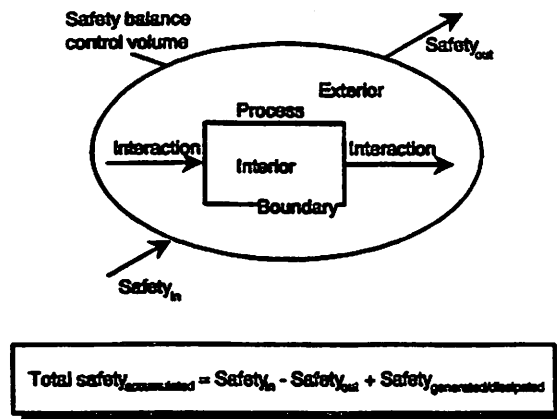 Safety balance
control volume
Safety_out
Exterior
Process
Interaction
Interaction
Interior
Boundary
Safety_in
Total safety_accumulated = Safety_in - Safety_out + Safety_generated/dissipated